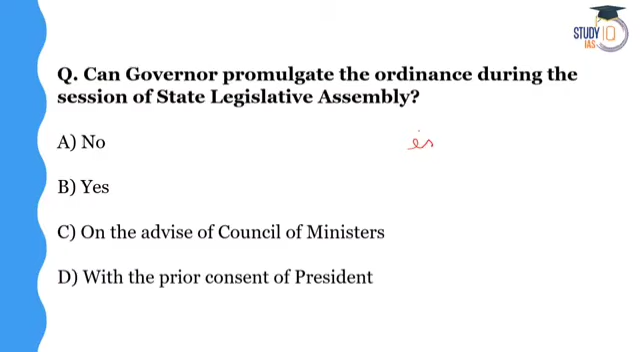 STUDY IQ
IAS
Q. Can Governor promulgate the ordinance during the
session of State Legislative Assembly?
A) No
is
B) Yes
C) On the advise of Council of Ministers
D) With the prior consent of President